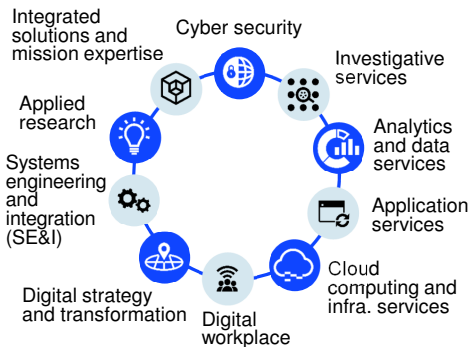 Integrated
solutions and
mission expertise
Cyber security
Investigative
services
Analytics
and data
services
Application
services
Cloud
computing and
infra. services
Digital
workplace
Digital strategy
and transformation
Systems
engineering
and
integration
(SE&I)
Applied
research